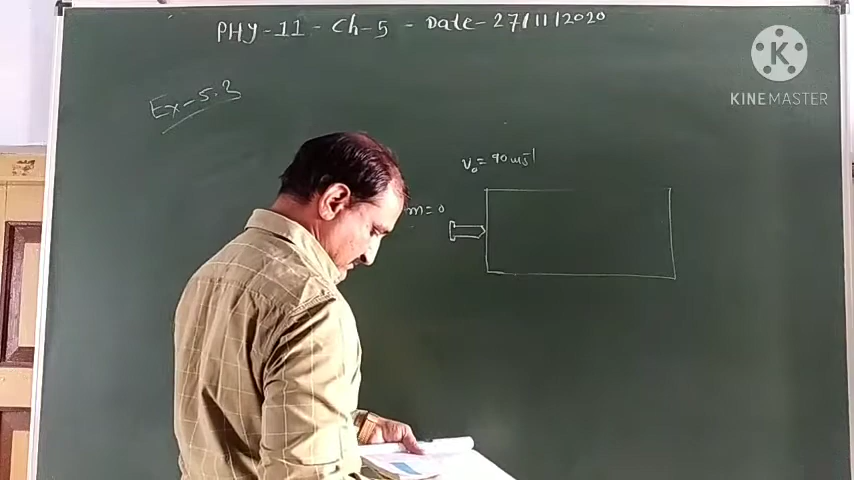 PHY-11 - Ch-5 - Date-27/11/2020
K
KINEMASTER
Ex-5.3
v₀ = 90 ms⁻¹
m = 0